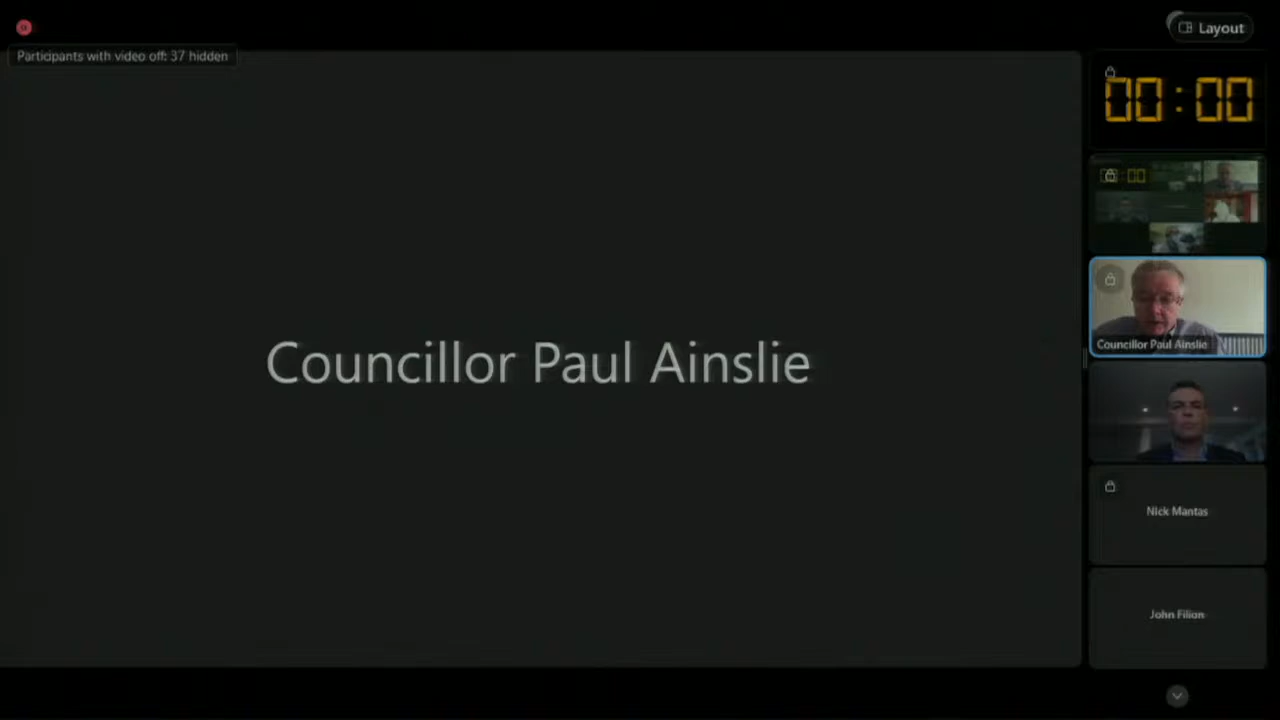 Layout
Participants with video off: 37 hidden
00:00
Councillor Paul Ainslie
Councillor Paul Ainslie
Nick Mantas
John Filion